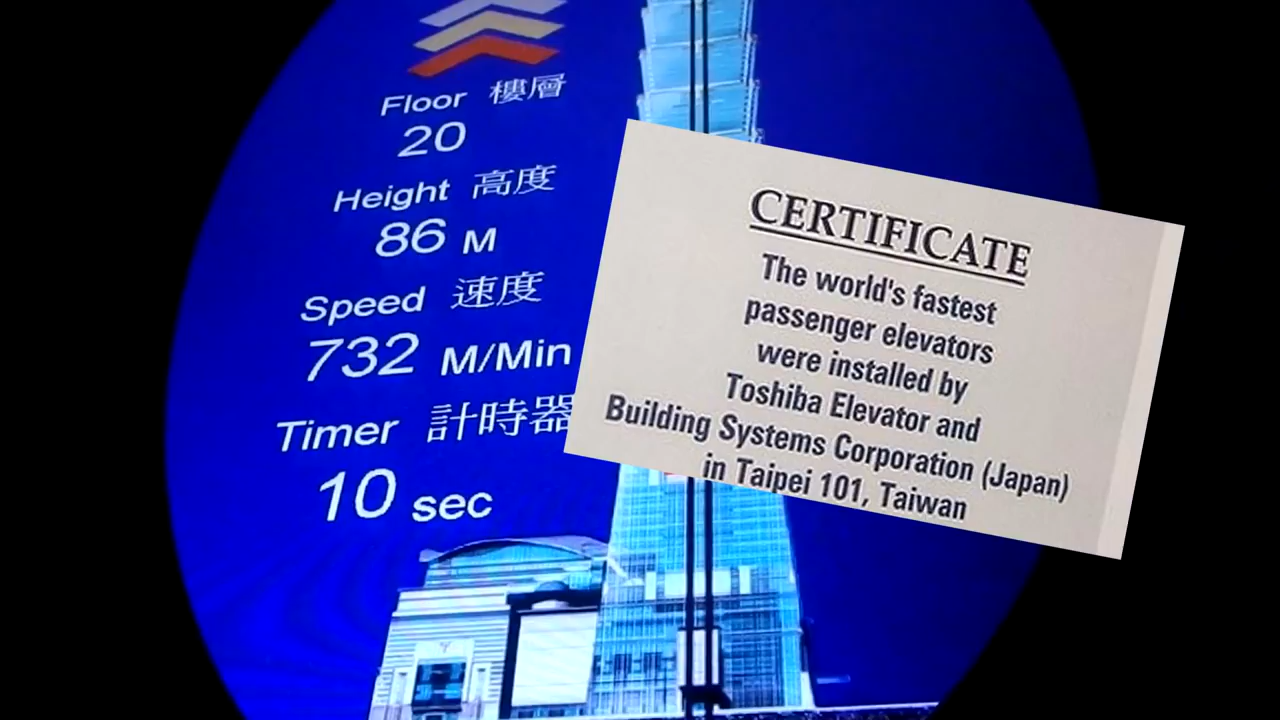 Floor 樓層
20
Height 高度
86 M
Speed 速度
732 M/Min
Timer 計時器
10 sec
CERTIFICATE
The world's fastest
passenger elevators
were installed by
Toshiba Elevator and
Building Systems Corporation (Japan)
in Taipei 101, Taiwan